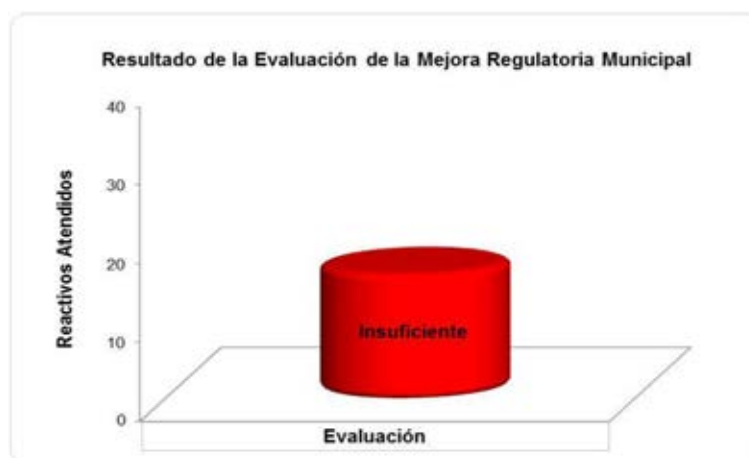 Resultado de la Evaluación de la Mejora Regulatoria Municipal
Reactivos Atendidos
40
30
20
10
0
Insuficiente
Evaluación